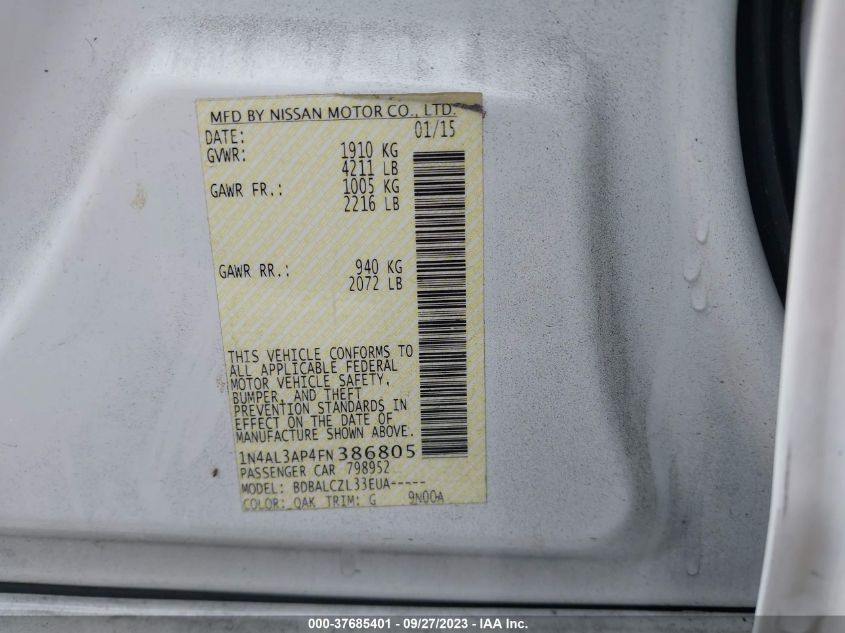 MFD BY NISSAN MOTOR CO., LTD.
DATE: 01/15
GVWR: 1910 KG
4211 LB
GAWR FR.: 1005 KG
2216 LB
GAWR RR.: 940 KG
2072 LB
THIS VEHICLE CONFORMS TO
ALL APPLICABLE FEDERAL
MOTOR VEHICLE SAFETY,
BUMPER, AND THEFT
PREVENTION STANDARDS IN
EFFECT ON THE DATE OF
MANUFACTURE SHOWN ABOVE.
1N4AL3AP4FN 386805
PASSENGER CAR 798952
MODEL: BDBALCZL33EUA-----
COLOR: QAK TRIM: G 9N00A
000-37685401 - 09/27/2023 - IAAI Inc.